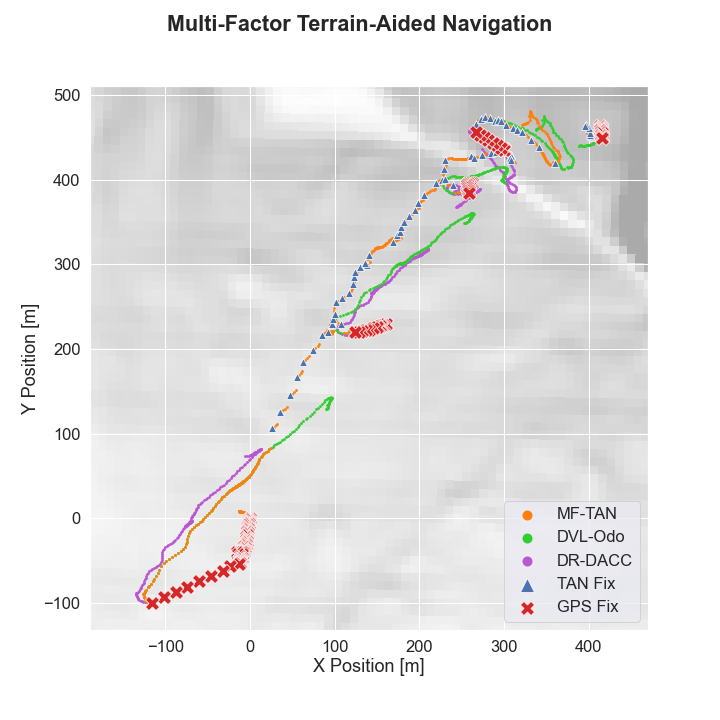 Multi-Factor Terrain-Aided Navigation
500
400
300
200
100
0
−100
Y Position [m]
−100
0
100
200
300
400
X Position [m]
MF-TAN
DVL-Odo
DR-DACC
TAN Fix
GPS Fix